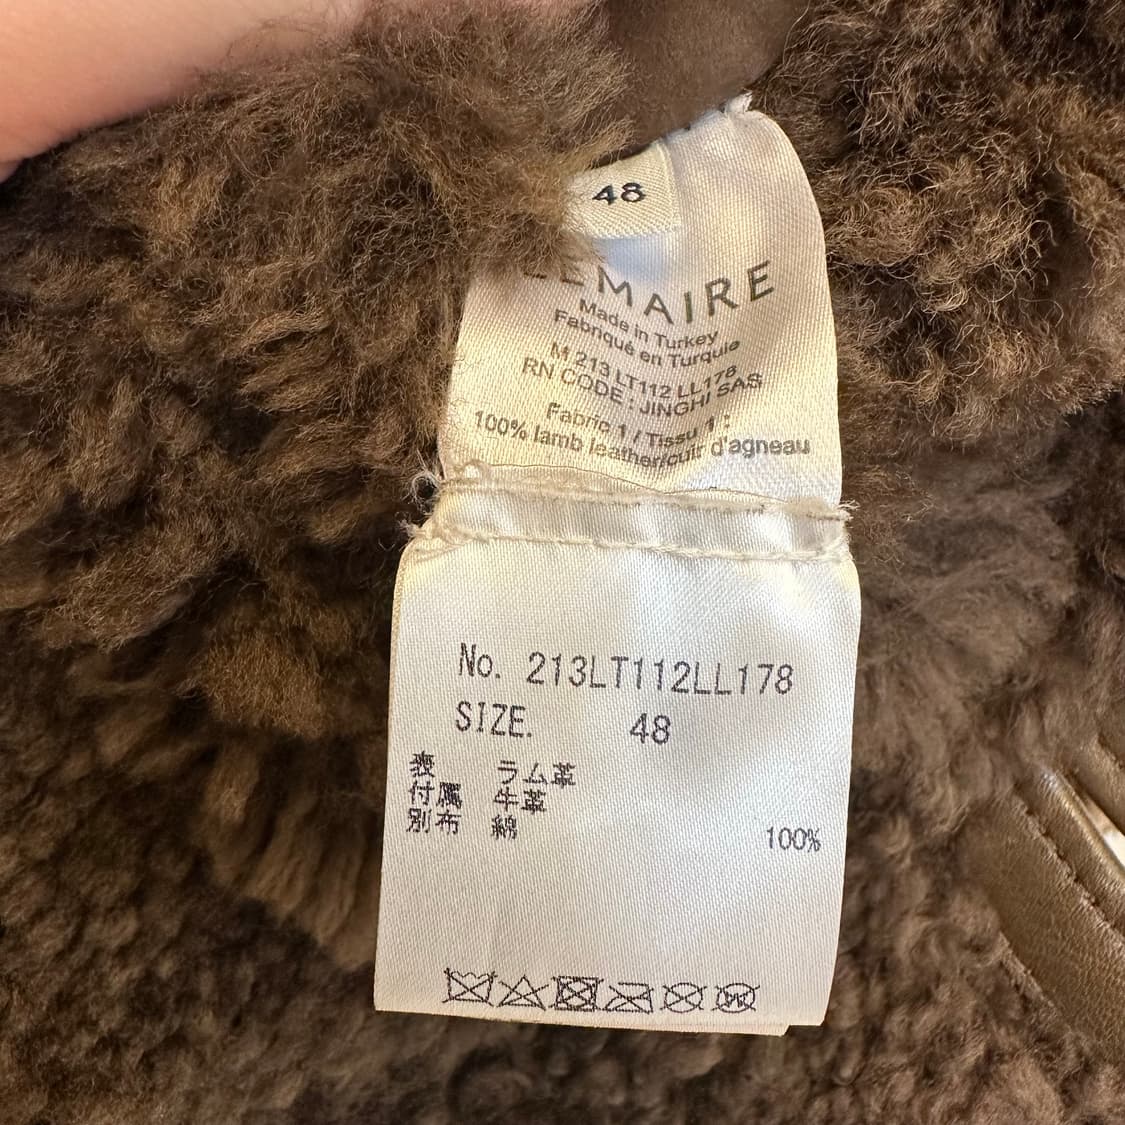 48
LEMAIRE
Made in Turkey
Fabriqué en Turquie
M 213 LT112 LL178
RN CODE : JINGHI SAS
Fabric 1 / Tissu 1 :
100% lamb leather/cuir d'agneau
No. 213LT112LL178
SIZE. 48
表 ラム革
付属 牛革
別布 綿 100%
W